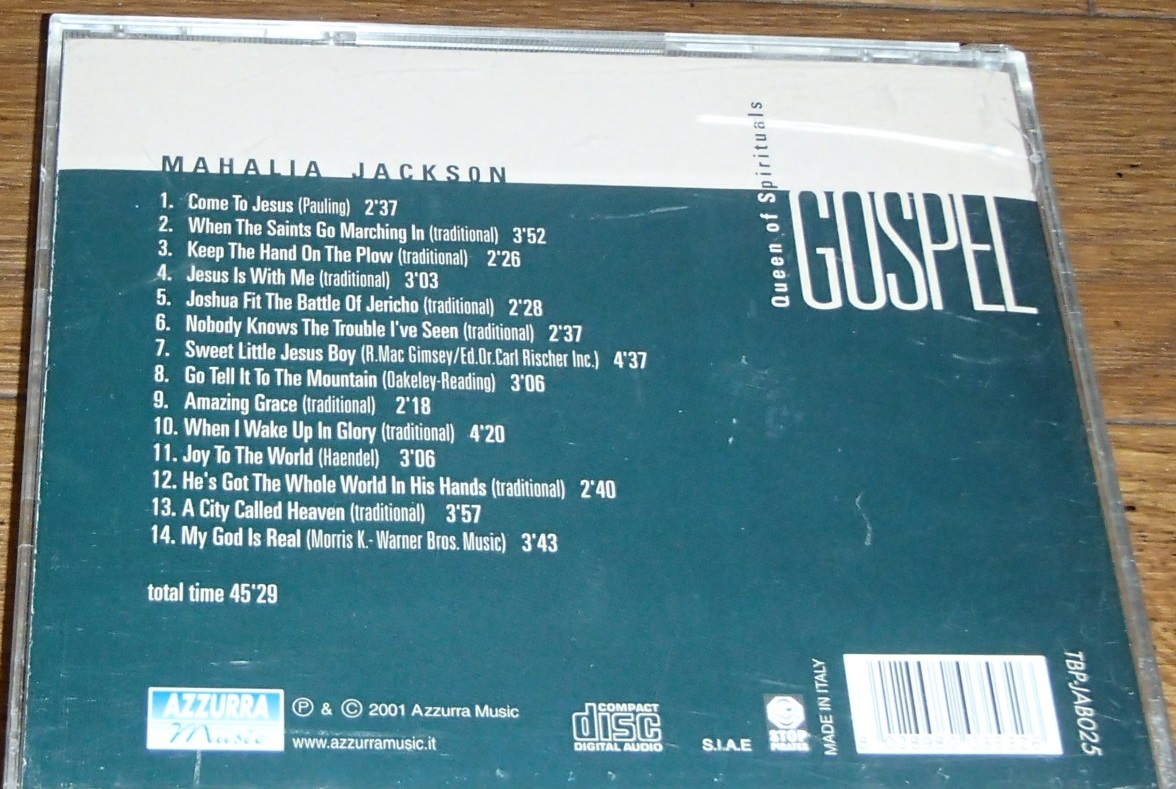 MAHALIA JACKSON
1. Come To Jesus (Pauling) 2'37
2. When The Saints Go Marching In (traditional) 3'52
3. Keep The Hand On The Plow (traditional) 2'26
4. Jesus Is With Me (traditional) 3'03
5. Joshua Fit The Battle Of Jericho (traditional) 2'28
6. Nobody Knows The Trouble I've Seen (traditional) 2'37
7. Sweet Little Jesus Boy (R.Mac Gimsey/Ed.Or.Carl Rischer Inc.) 4'37
8. Go Tell It To The Mountain (Oakeley-Reading) 3'06
9. Amazing Grace (traditional) 2'18
10. When I Wake Up In Glory (traditional) 4'20
11. Joy To The World (Haendel) 3'06
12. He's Got The Whole World In His Hands (traditional) 2'40
13. A City Called Heaven (traditional) 3'57
14. My God Is Real (Morris K.- Warner Bros. Music) 3'43
total time 45'29
Queen of Spirituals
GOSPEL
AZZURRA
Music
℗ & © 2001 Azzurra Music
www.azzurramusic.it
COMPACT
disc
DIGITAL AUDIO
S.I.A.E
STOP
PIRATES
MADE IN ITALY
TBP-JAB025